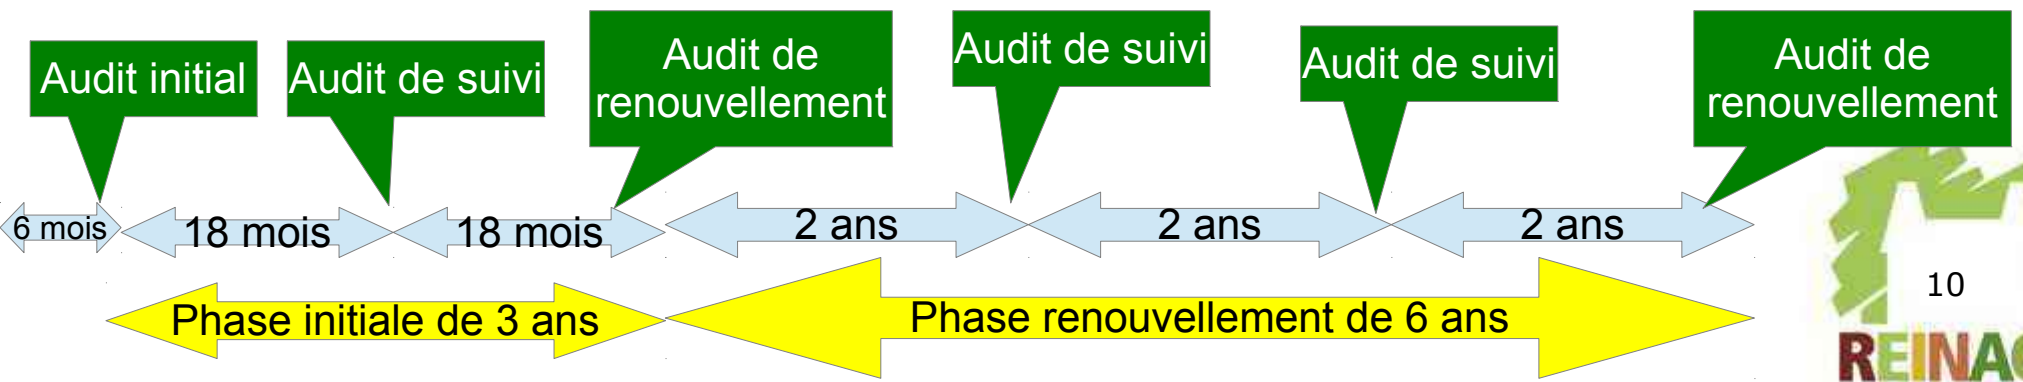 Audit initial
Audit de suivi
Audit de
renouvellement
Audit de suivi
Audit de suivi
Audit de
renouvellement
6 mois
18 mois
18 mois
2 ans
2 ans
2 ans
Phase initiale de 3 ans
Phase renouvellement de 6 ans
10